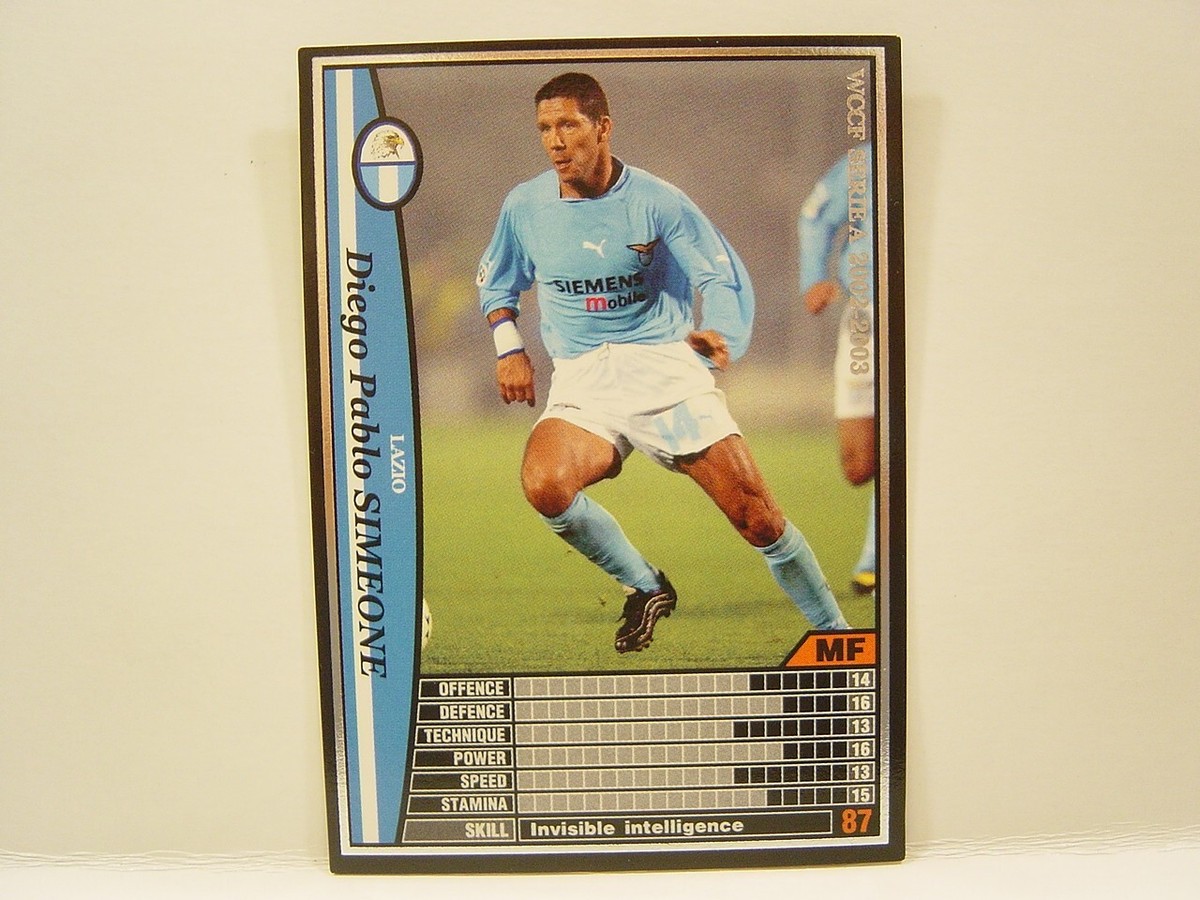 WCCF SERIE A 2002-2003
Diego Pablo SIMEONE
LAZIO
SIEMENS
mobile
14
MF
OFFENCE 14
DEFENCE 16
TECHNIQUE 13
POWER 16
SPEED 13
STAMINA 15
SKILL Invisible intelligence 87